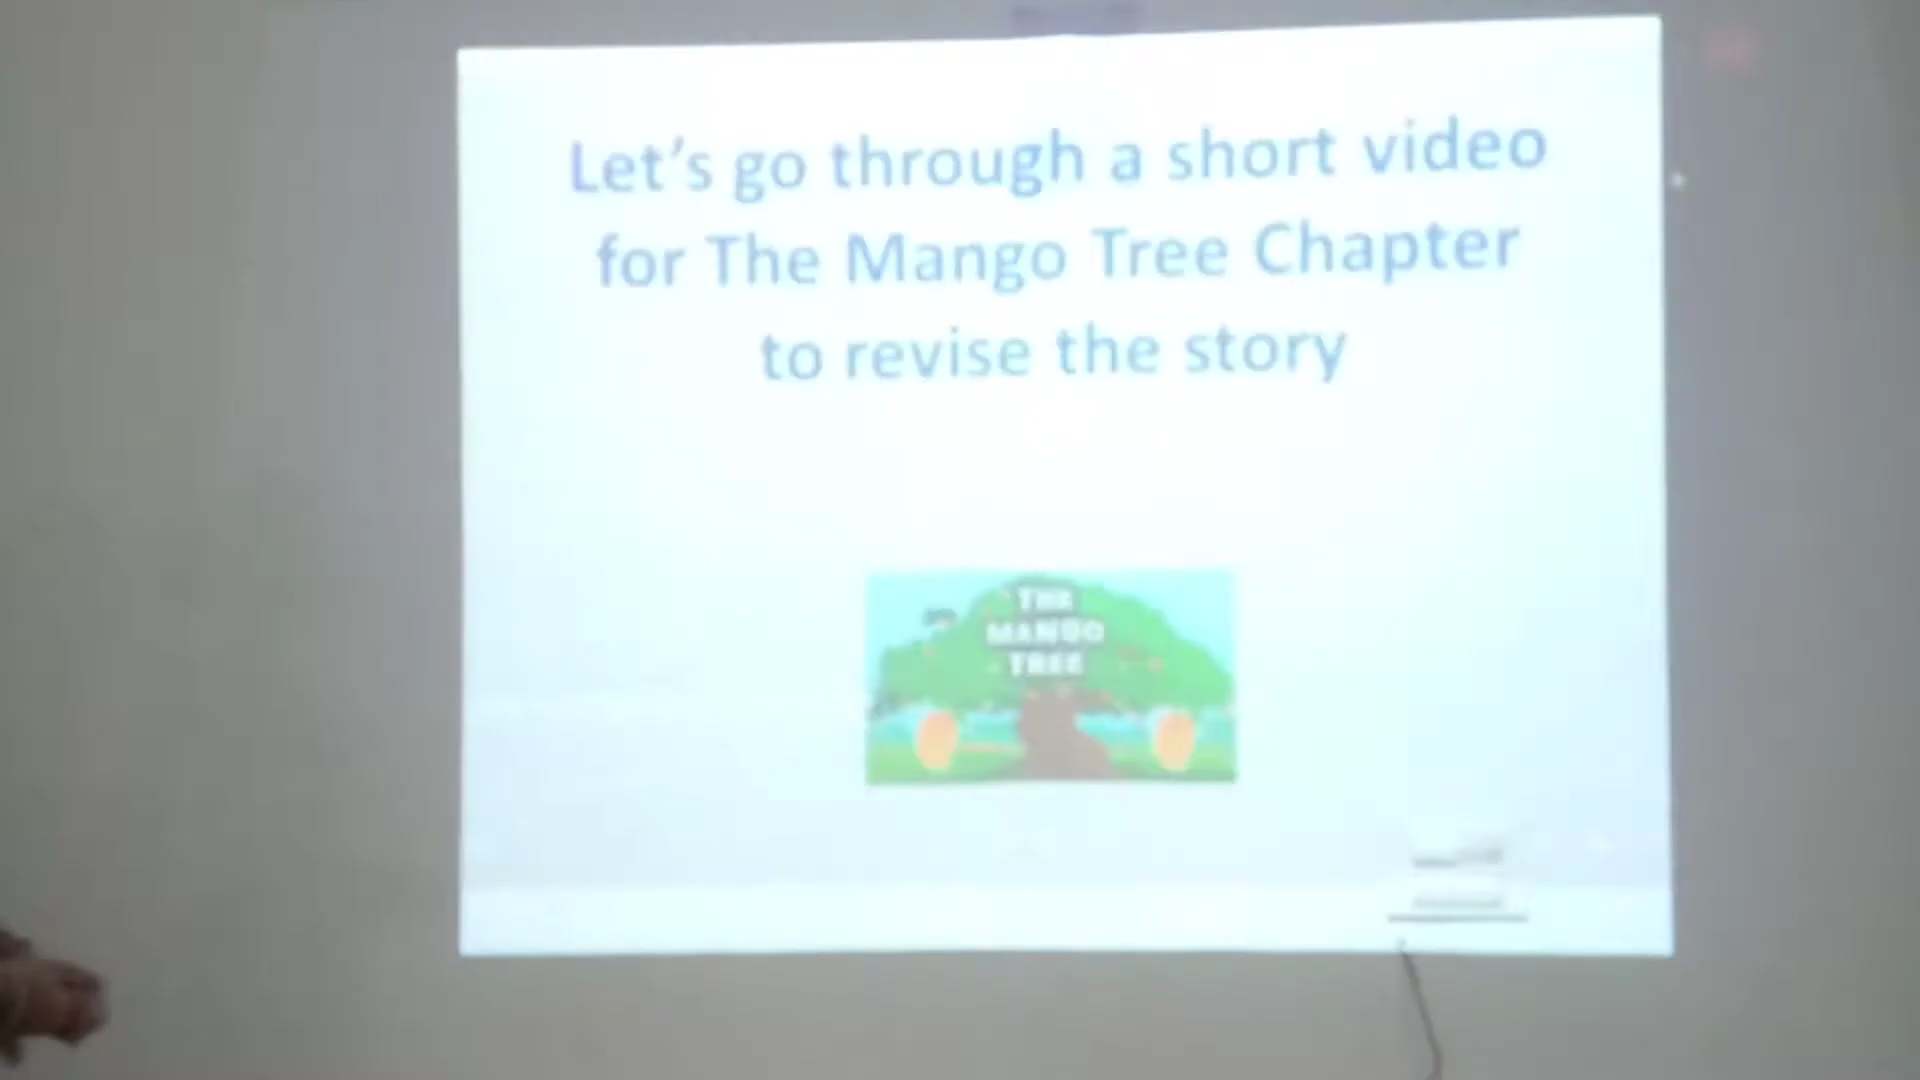 Let's go through a short video
for The Mango Tree Chapter
to revise the story
THE
MANGO
TREE